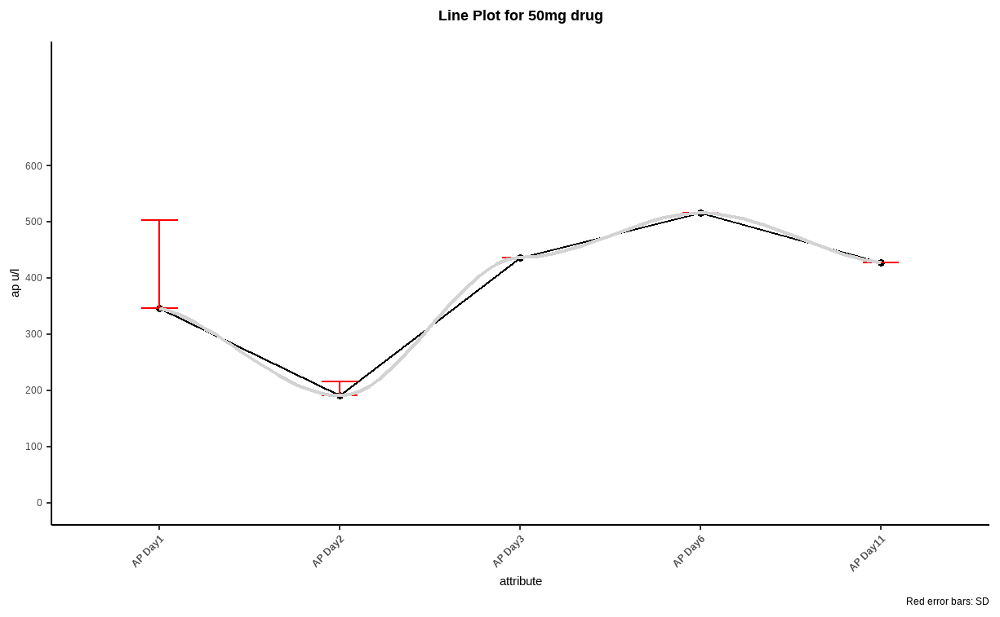 Line Plot for 50mg drug
ap u/l
600
500
400
300
200
100
0
AP Day1
AP Day2
AP Day3
AP Day6
AP Day11
attribute
Red error bars: SD